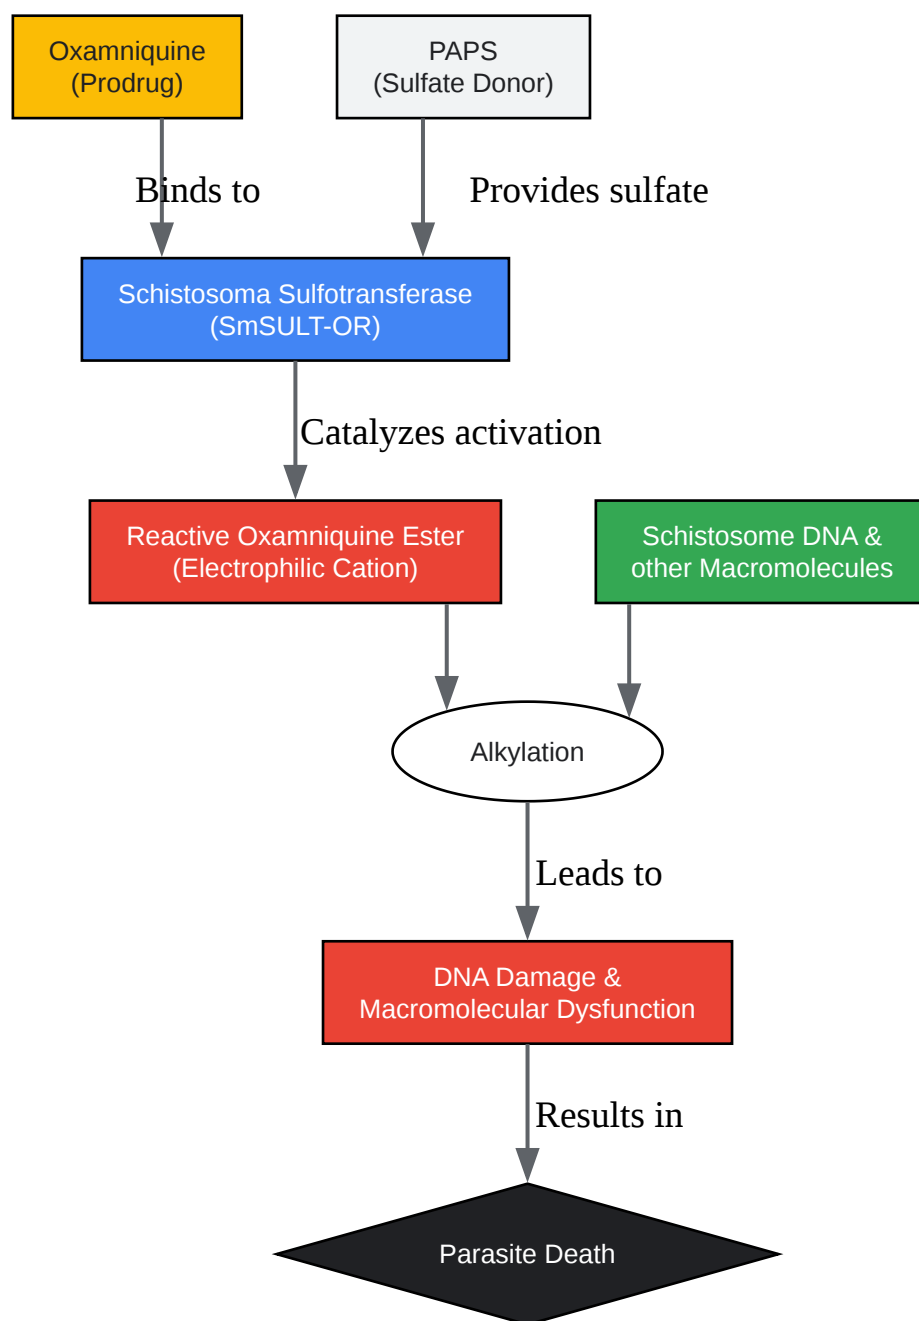 Oxamniquine
(Prodrug)
PAPS
(Sulfate Donor)
Binds to
Provides sulfate
Schistosoma Sulfotransferase
(SmSULT-OR)
Catalyzes activation
Reactive Oxamniquine Ester
(Electrophilic Cation)
Schistosome DNA &
other Macromolecules
Alkylation
Leads to
DNA Damage &
Macromolecular Dysfunction
Results in
Parasite Death